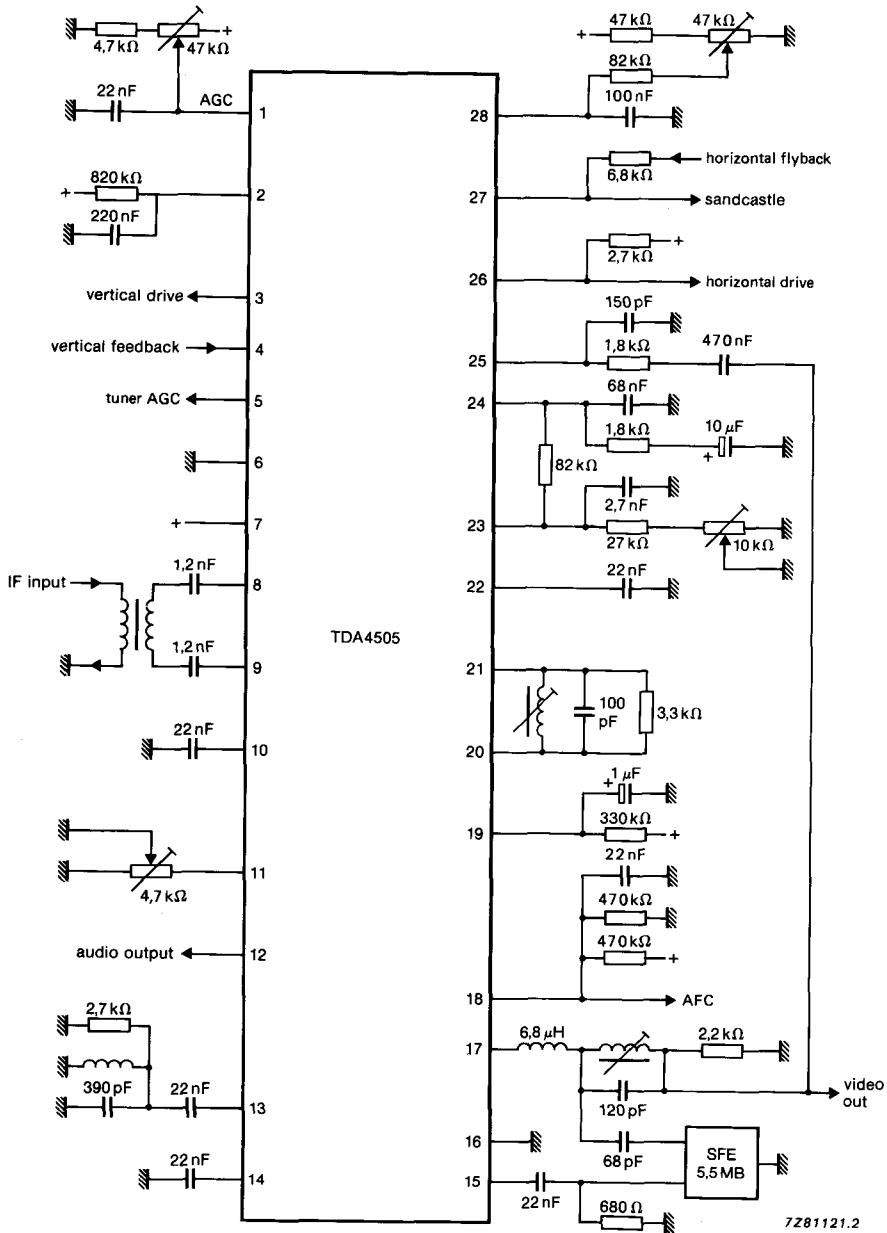 4,7 kΩ
47 kΩ
+
22 nF
AGC
1
820 kΩ
+
2
220 nF
vertical drive
3
vertical feedback
4
tuner AGC
5
6
+
7
IF input
1,2 nF
8
1,2 nF
9
22 nF
10
4,7 kΩ
11
audio output
12
2,7 kΩ
390 pF
22 nF
13
22 nF
14
TDA4505
47 kΩ
47 kΩ
+
82 kΩ
100 nF
28
horizontal flyback
6,8 kΩ
27
sandcastle
+
2,7 kΩ
26
horizontal drive
150 pF
25
1,8 kΩ
470 nF
68 nF
24
1,8 kΩ
10 μF
+
82 kΩ
2,7 nF
23
27 kΩ
10 kΩ
22 nF
22
21
100
pF
3,3 kΩ
20
1 μF
+
19
330 kΩ
+
22 nF
470 kΩ
470 kΩ
+
18
AFC
6,8 μH
17
2,2 kΩ
120 pF
video
out
16
68 pF
SFE
5,5 MB
15
22 nF
680 Ω
7Z81121.2